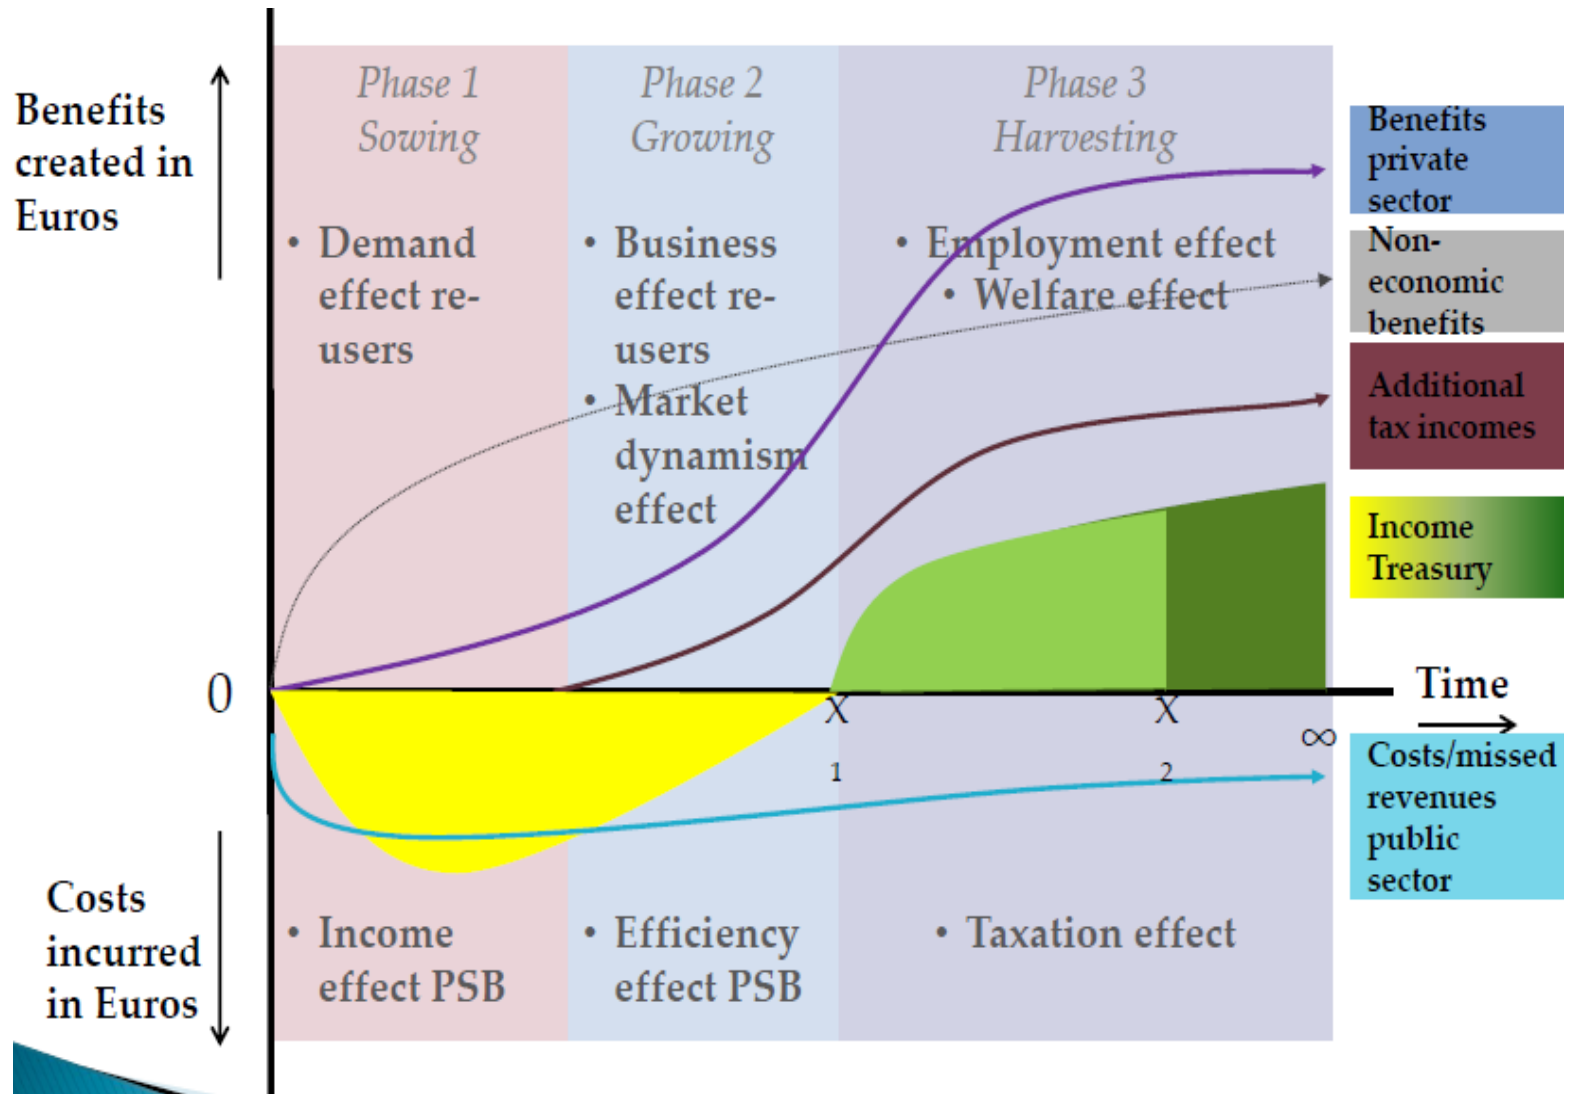 Benefits
created in
Euros
Phase 1
Sowing
Phase 2
Growing
Phase 3
Harvesting
• Demand
effect re-
users
• Business
effect re-
users
• Market
dynamism
effect
• Employment effect
• Welfare effect
Benefits
private
sector
Non-
economic
benefits
Additional
tax incomes
Income
Treasury
0
X
1
X
2
∞
Time
Costs/missed
revenues
public
sector
Costs
incurred
in Euros
• Income
effect PSB
• Efficiency
effect PSB
• Taxation effect